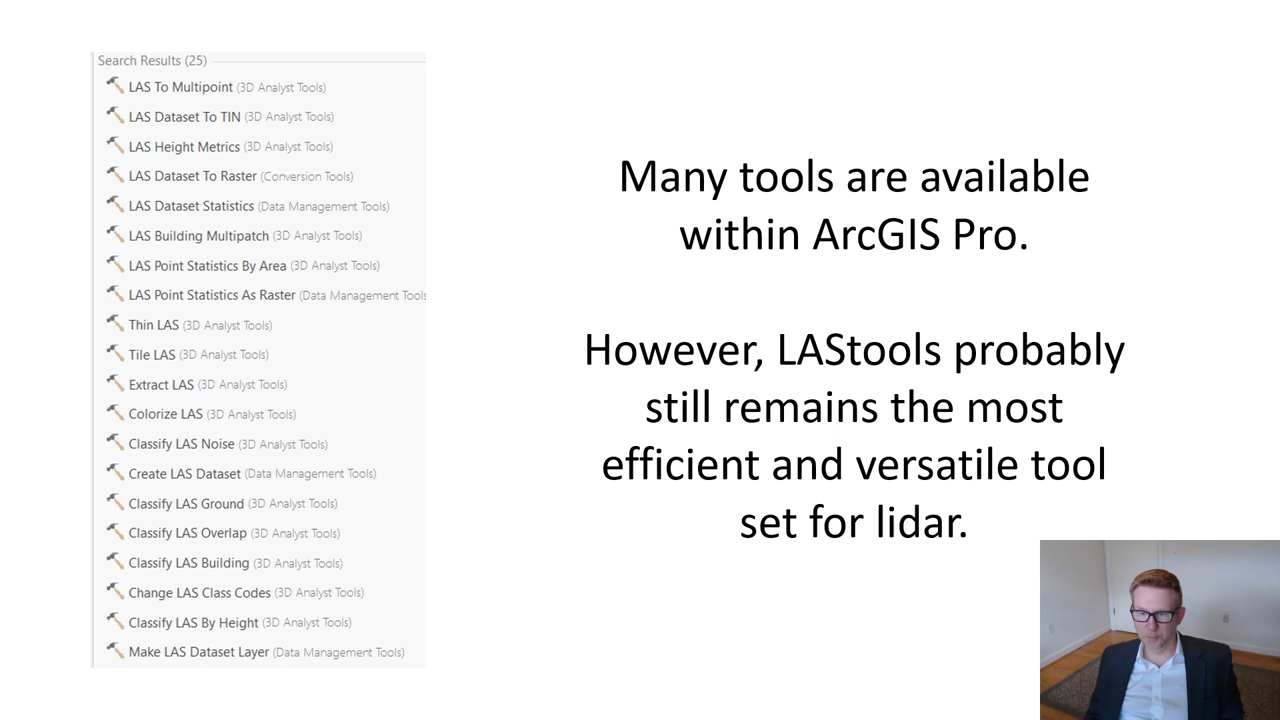 Search Results (25)
LAS To Multipoint (3D Analyst Tools)
LAS Dataset To TIN (3D Analyst Tools)
LAS Height Metrics (3D Analyst Tools)
LAS Dataset To Raster (Conversion Tools)
LAS Dataset Statistics (Data Management Tools)
LAS Building Multipatch (3D Analyst Tools)
LAS Point Statistics By Area (3D Analyst Tools)
LAS Point Statistics As Raster (Data Management Tools
Thin LAS (3D Analyst Tools)
Tile LAS (3D Analyst Tools)
Extract LAS (3D Analyst Tools)
Colorize LAS (3D Analyst Tools)
Classify LAS Noise (3D Analyst Tools)
Create LAS Dataset (Data Management Tools)
Classify LAS Ground (3D Analyst Tools)
Classify LAS Overlap (3D Analyst Tools)
Classify LAS Building (3D Analyst Tools)
Change LAS Class Codes (3D Analyst Tools)
Classify LAS By Height (3D Analyst Tools)
Make LAS Dataset Layer (Data Management Tools)
Many tools are available
within ArcGIS Pro.
However, LAStools probably
still remains the most
efficient and versatile tool
set for lidar.